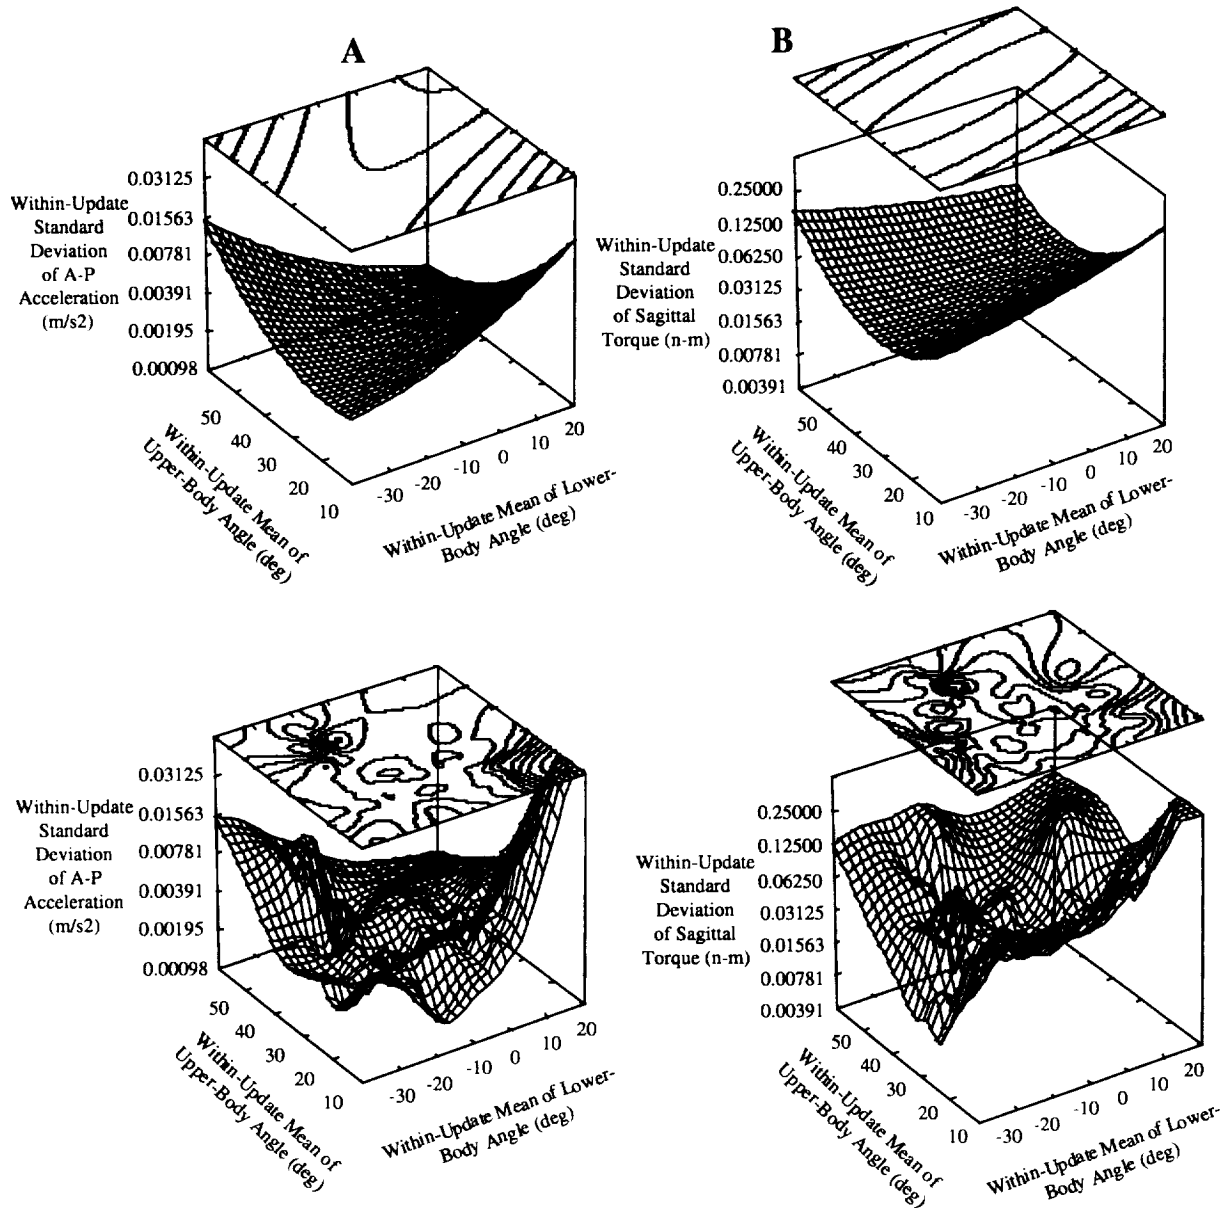 A
0.03125
0.01563
0.00781
0.00391
0.00195
0.00098
Within-Update
Standard
Deviation
of A-P
Acceleration
(m/s2)
50
40
30
20
10
Within-Update Mean of
Upper-Body Angle (deg)
-30
-20
-10
0
10
20
Within-Update Mean of Lower-
Body Angle (deg)
B
0.25000
0.12500
0.06250
0.03125
0.01563
0.00781
0.00391
Within-Update
Standard
Deviation
of Sagittal
Torque (n-m)
50
40
30
20
10
Within-Update Mean of
Upper-Body Angle (deg)
-30
-20
-10
0
10
20
Within-Update Mean of Lower-
Body Angle (deg)
0.03125
0.01563
0.00781
0.00391
0.00195
0.00098
Within-Update
Standard
Deviation
of A-P
Acceleration
(m/s2)
50
40
30
20
10
Within-Update Mean of
Upper-Body Angle (deg)
-30
-20
-10
0
10
20
Within-Update Mean of Lower-
Body Angle (deg)
0.25000
0.12500
0.06250
0.03125
0.01563
0.00781
0.00391
Within-Update
Standard
Deviation
of Sagittal
Torque (n-m)
50
40
30
20
10
Within-Update Mean of
Upper-Body Angle (deg)
-30
-20
-10
0
10
20
Within-Update Mean of Lower-
Body Angle (deg)